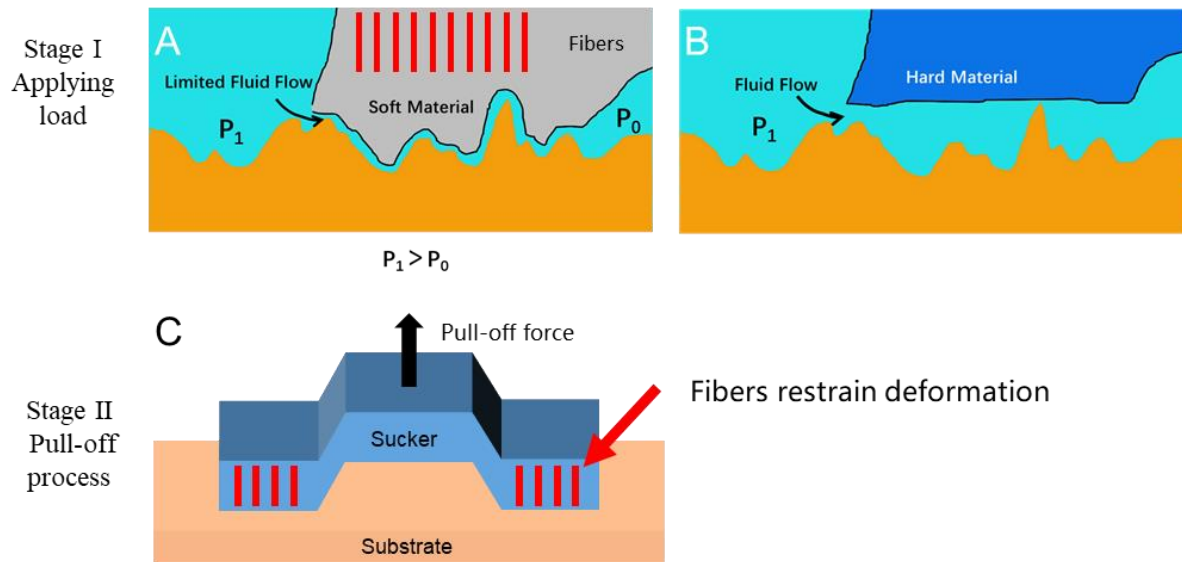 Stage I
Applying
load
A
Fibers
Limited Fluid Flow
Soft Material
P₁
P₀
B
Fluid Flow
Hard Material
P₁
P₁ > P₀
Stage II
Pull-off
process
C
Pull-off force
Fibers restrain deformation
Sucker
Substrate